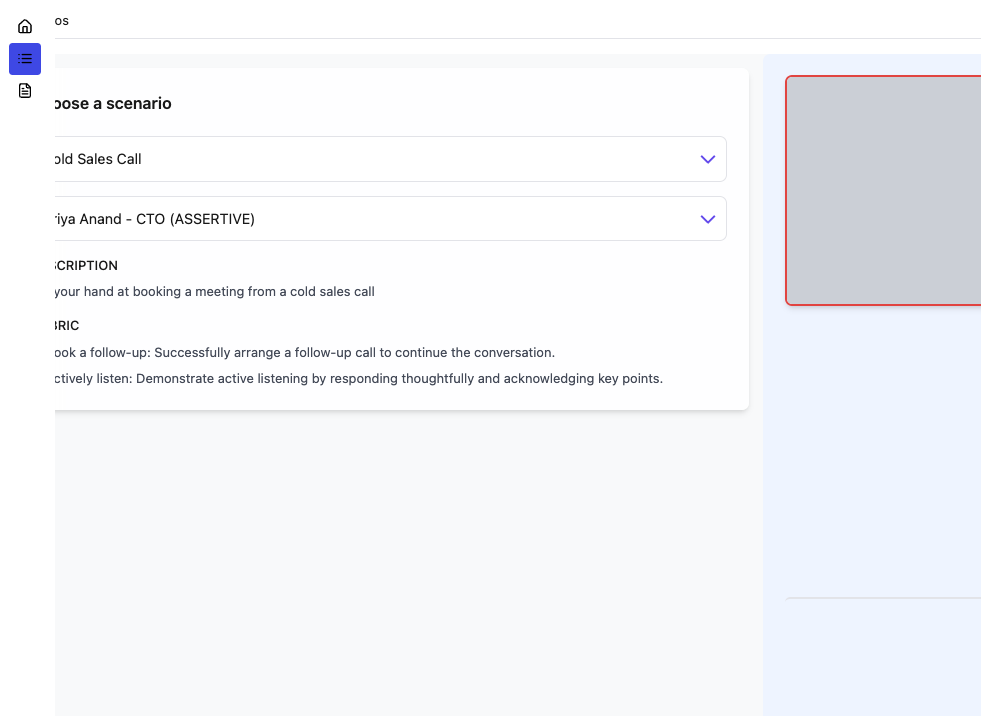 os
oose a scenario
old Sales Call
riya Anand - CTO (ASSERTIVE)
SCRIPTION
your hand at booking a meeting from a cold sales call
BRIC
ook a follow-up: Successfully arrange a follow-up call to continue the conversation.
ctively listen: Demonstrate active listening by responding thoughtfully and acknowledging key points.